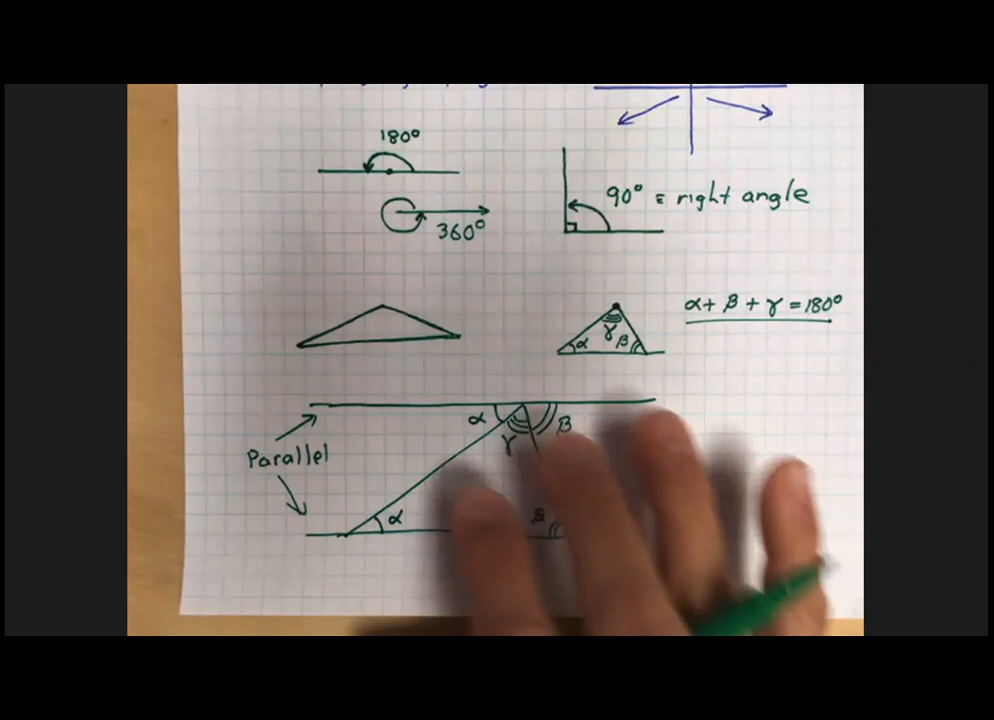 180°
360°
90° = right angle
α + β + γ = 180°
γ
α
β
α
γ
β
Parallel
α
β